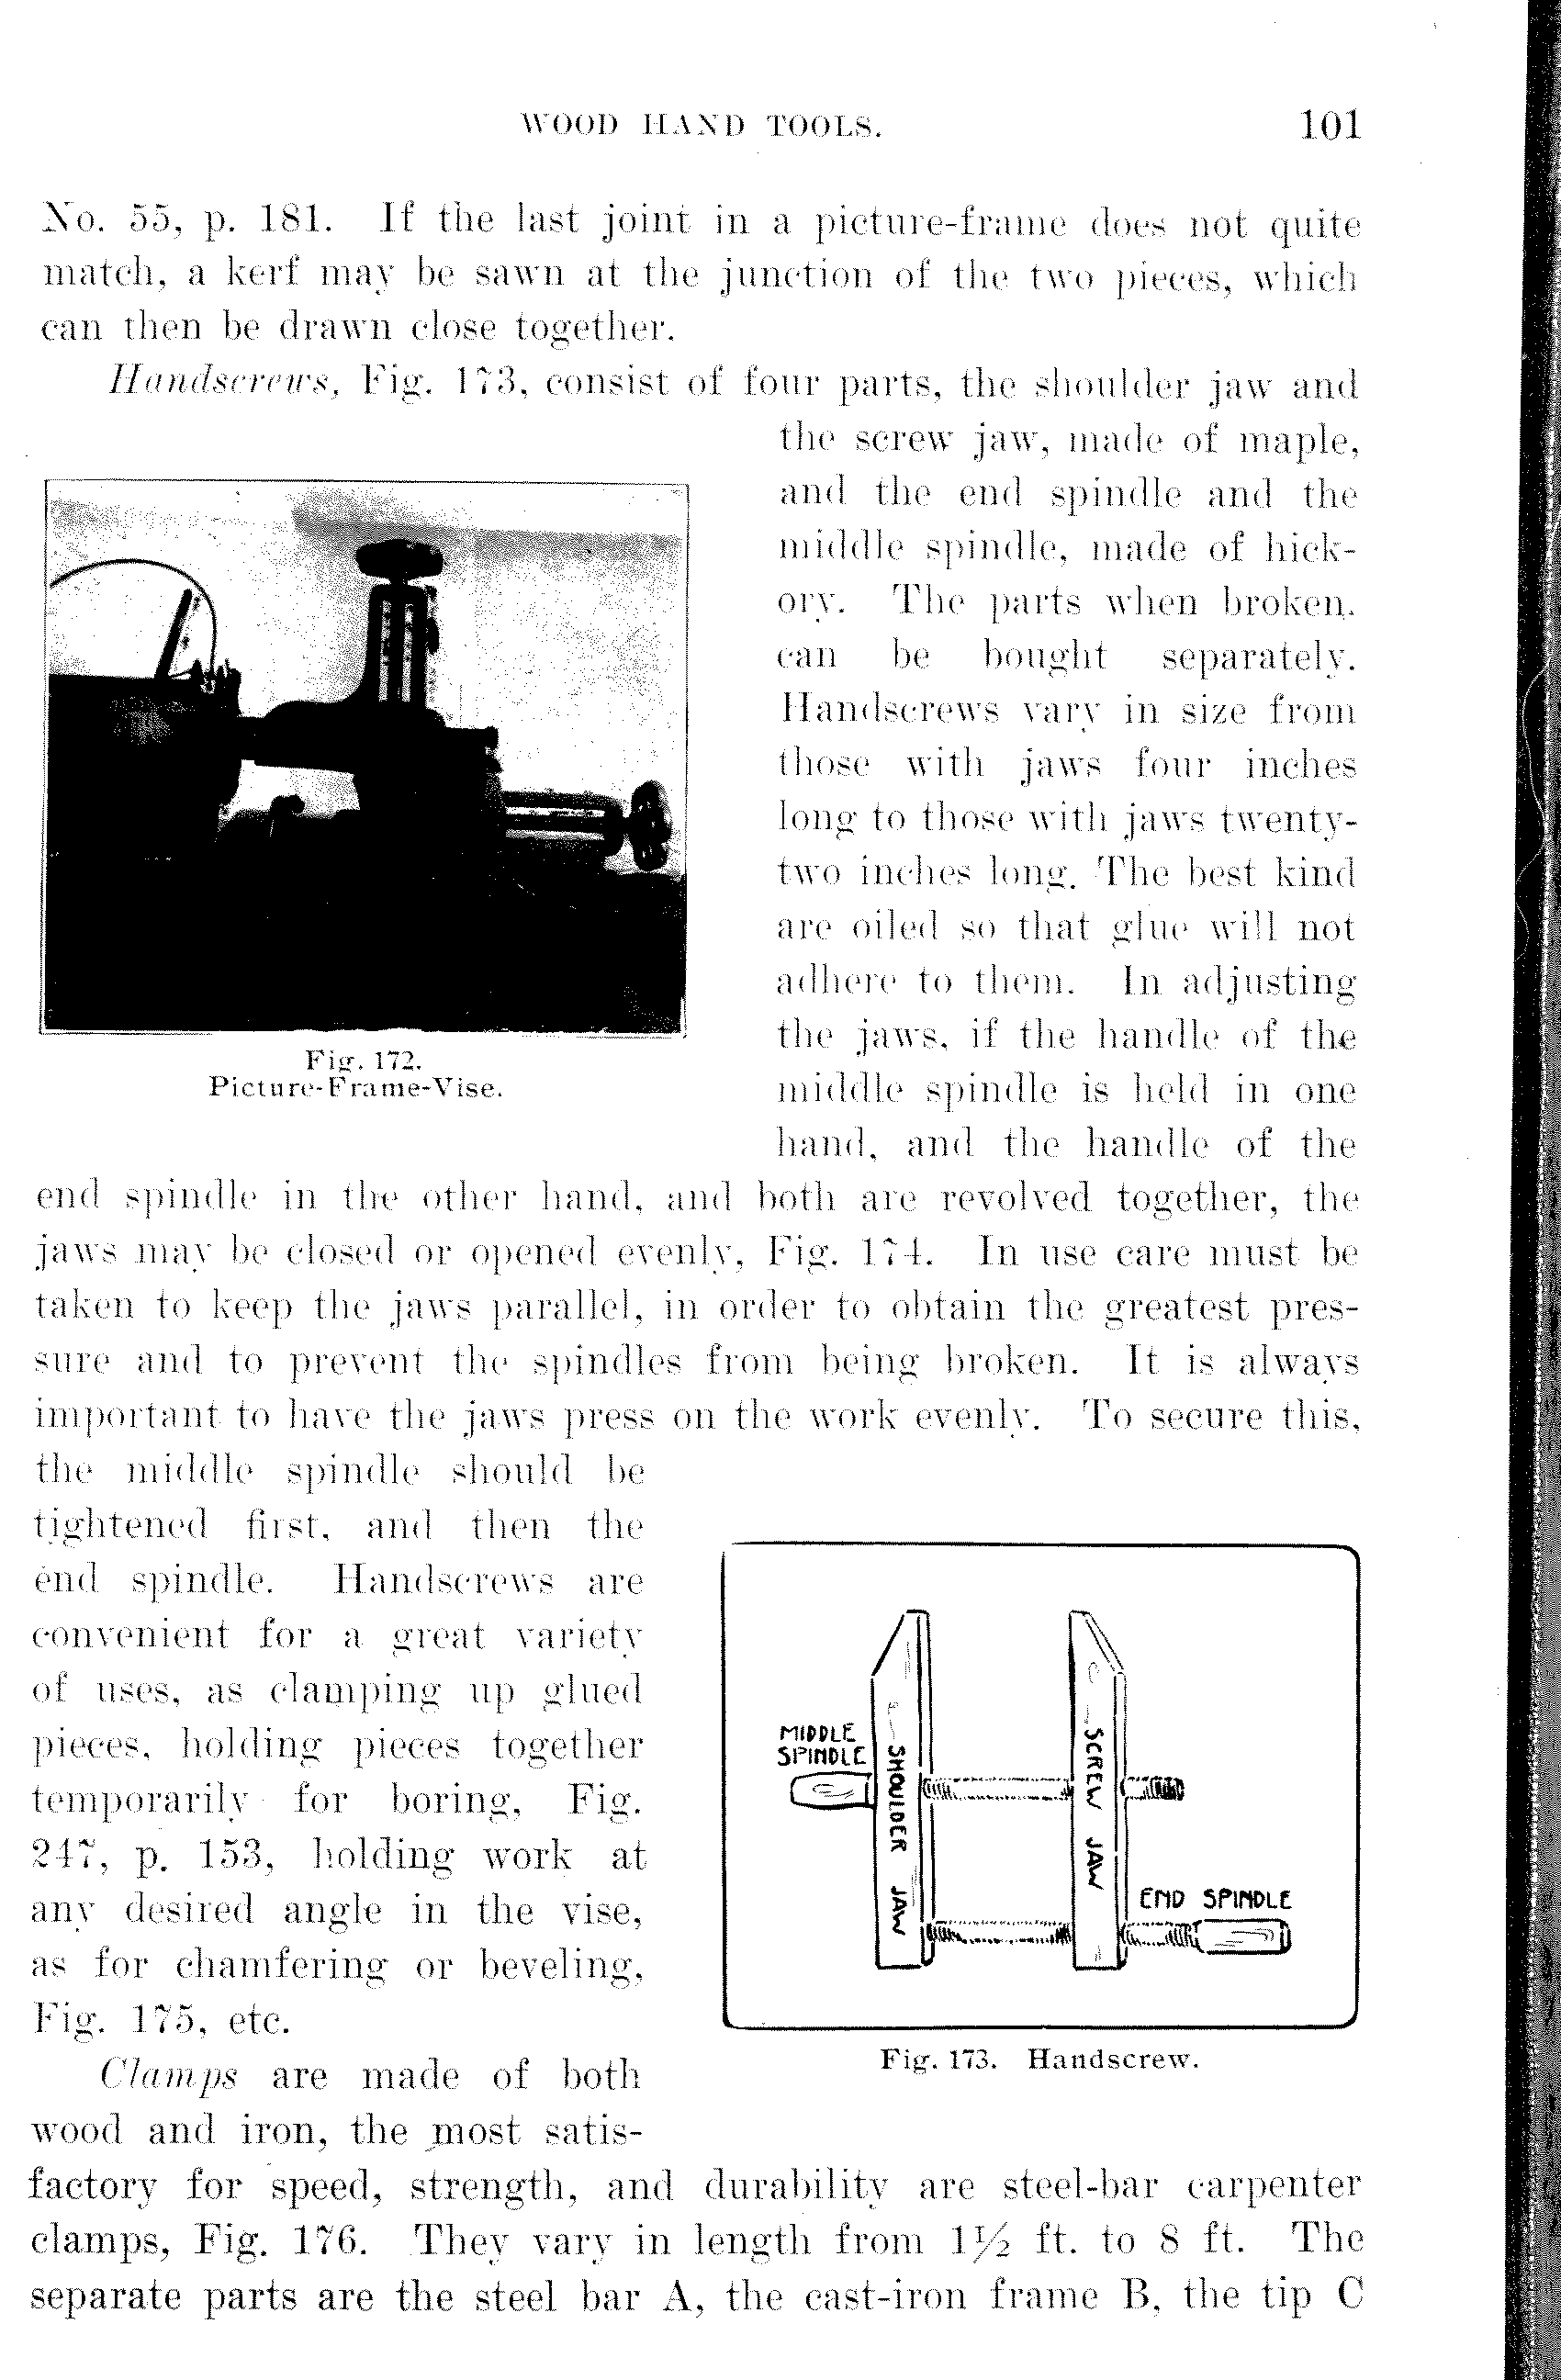 WOOD HAND TOOLS. 101
No. 55, p. 181. If the last joint in a picture-frame does not quite
match, a kerf may be sawn at the junction of the two pieces, which
can then be drawn close together.
Handscrews, Fig. 173, consist of four parts, the shoulder jaw and
the screw jaw, made of maple,
and the end spindle and the
middle spindle, made of hick-
ory. The parts when broken,
can be bought separately.
Handscrews vary in size from
those with jaws four inches
long to those with jaws twenty-
two inches long. The best kind
are oiled so that glue will not
adhere to them. In adjusting
the jaws, if the handle of the
middle spindle is held in one
hand, and the handle of the
Fig. 172.
Picture-Frame-Vise.
end spindle in the other hand, and both are revolved together, the
jaws may be closed or opened evenly, Fig. 174. In use care must be
taken to keep the jaws parallel, in order to obtain the greatest pres-
sure and to prevent the spindles from being broken. It is always
important to have the jaws press on the work evenly. To secure this,
the middle spindle should be
tightened first, and then the
end spindle. Handscrews are
convenient for a great variety
of uses, as clamping up glued
pieces, holding pieces together
temporarily for boring, Fig.
247, p. 153, holding work at
any desired angle in the vise,
as for chamfering or beveling,
Fig. 175, etc.
MIDDLE
SPINDLE
SHOULDER JAW
SCREW JAW
END SPINDLE
Fig. 173. Handscrew.
Clamps are made of both
wood and iron, the most satis-
factory for speed, strength, and durability are steel-bar carpenter
clamps, Fig. 176. They vary in length from 1½ ft. to 8 ft. The
separate parts are the steel bar A, the cast-iron frame B, the tip C